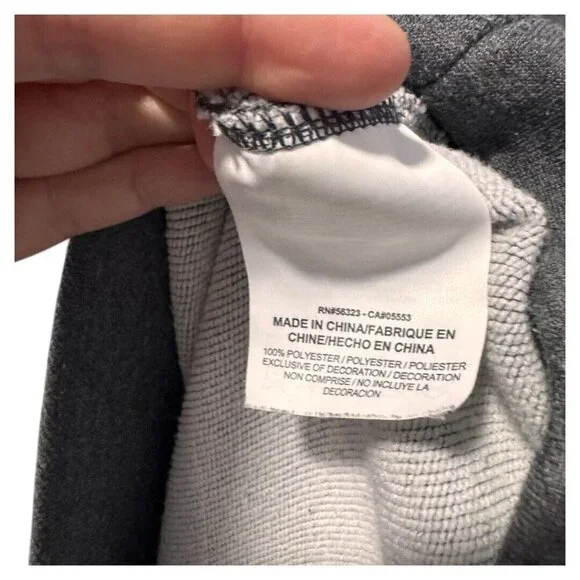 RN#56323 - CA#05553
MADE IN CHINA/FABRIQUE EN
CHINE/HECHO EN CHINA
100% POLYESTER / POLYESTER / POLIESTER
EXCLUSIVE OF DECORATION / DECORATION
NON COMPRISE / NO INCLUYE LA
DECORACIÓN